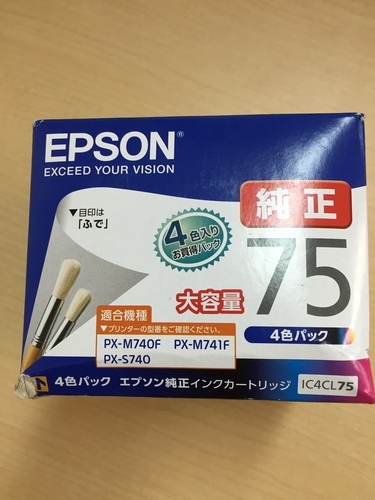 EPSON®
EXCEED YOUR VISION
純正
▼目印は
「ふで」
4色入り
お買得パック
75
大容量
4色パック
適合機種
▼プリンターの型番をご確認ください。
PX-M740F PX-M741F
PX-S740
4色パック エプソン純正インクカートリッジ IC4CL75